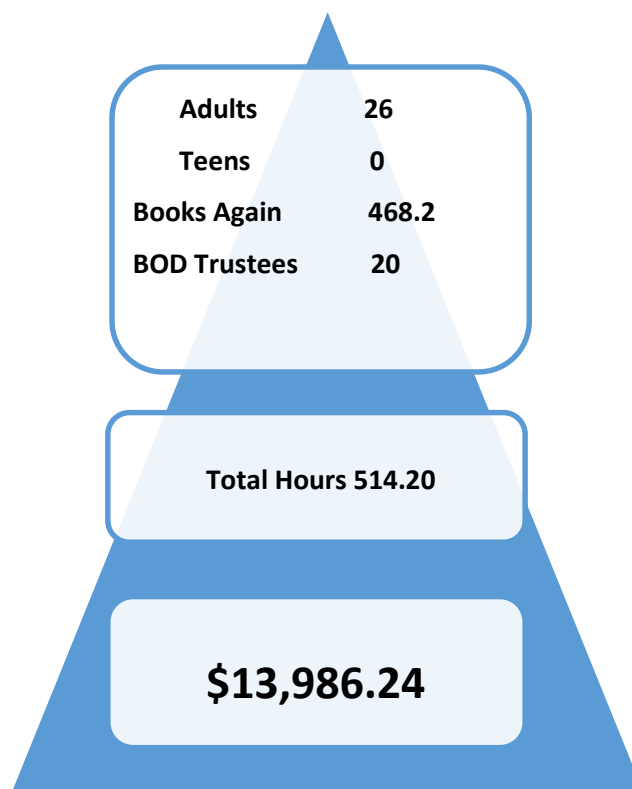 Adults 26
Teens 0
Books Again 468.2
BOD Trustees 20
Total Hours 514.20
$13,986.24